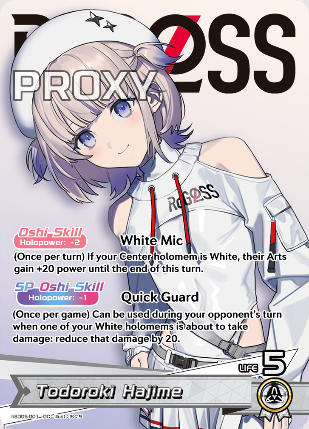 ReGLOSS
PROXY
ReGLOSS
Oshi Skill
Holopower: -2
White Mic
(Once per turn) If your Center holomem is White, their Arts
gain +20 power until the end of this turn.
SP Oshi Skill
Holopower: -1
Quick Guard
(Once per game) Can be used during your opponent's turn
when one of your White holomems is about to take
damage: reduce that damage by 20.
LIFE 5
Todoroki Hajime